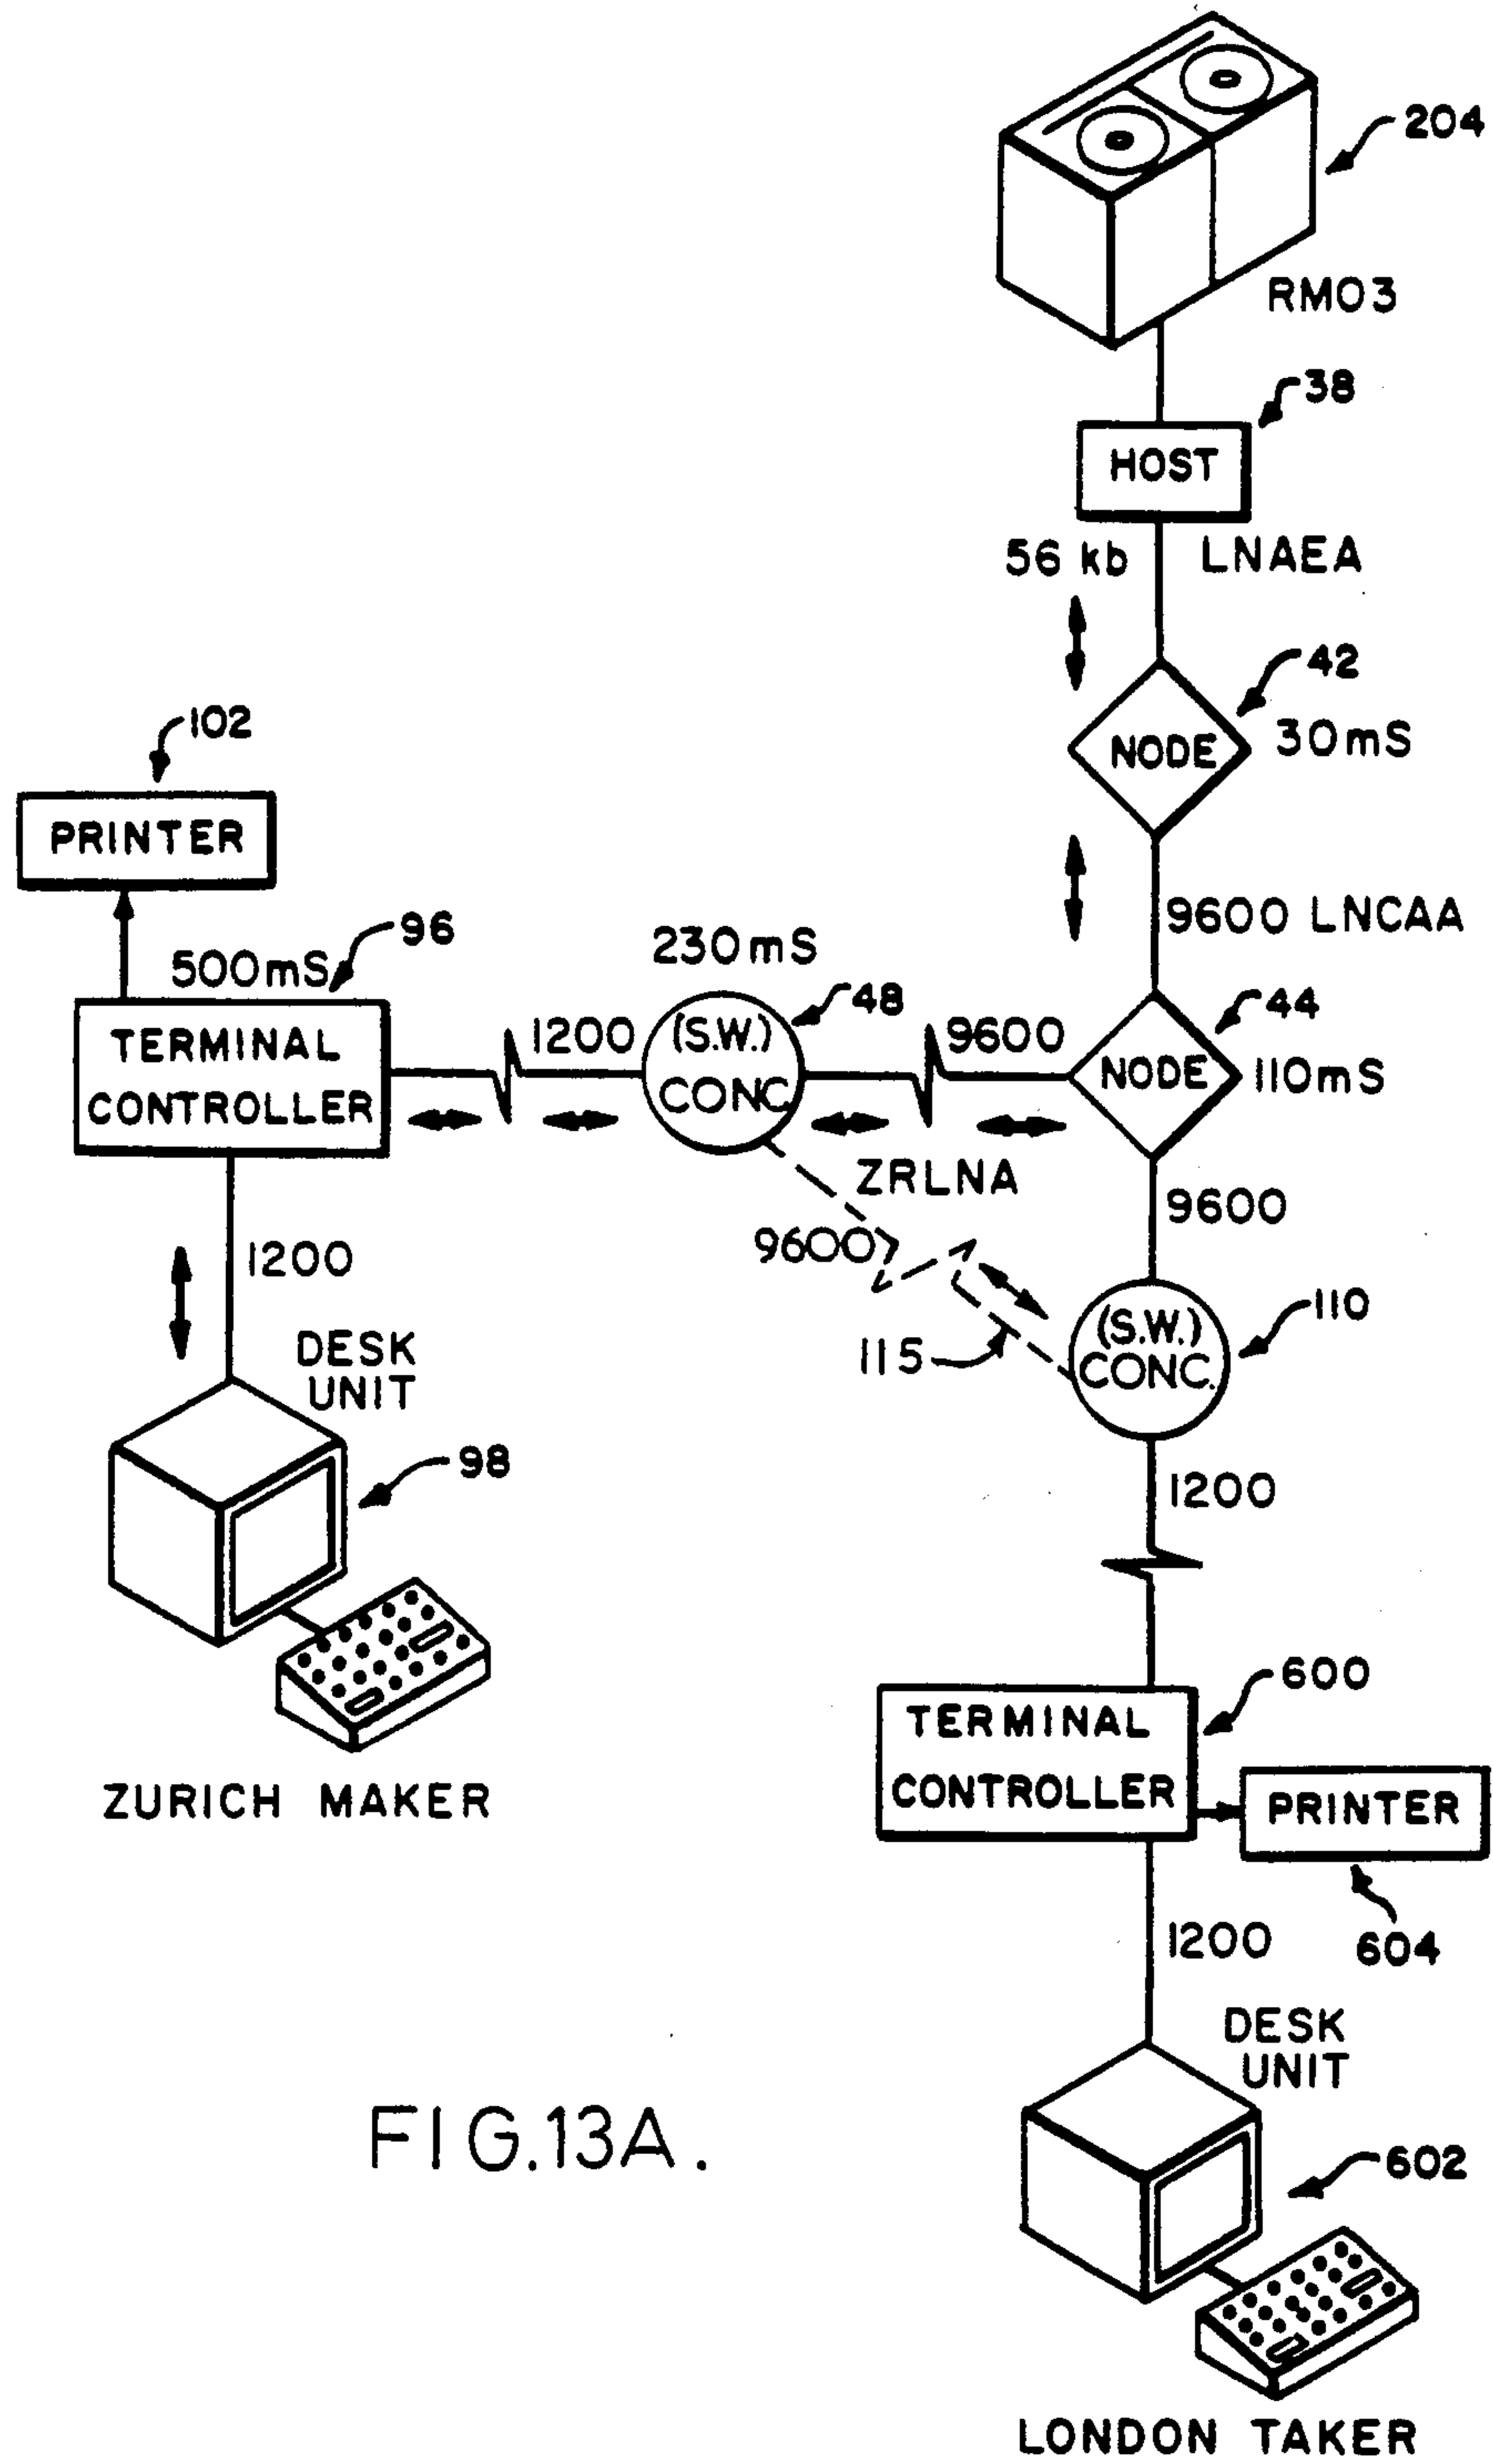 204
RM03
38
HOST
56 kb
LNAEA
42
NODE
30mS
102
PRINTER
9600 LNCAA
96
500mS
230mS
48
44
TERMINAL
CONTROLLER
1200
(S.W.)
CONC.
9600
NODE
110mS
ZRLNA
9600
9600
1200
DESK
UNIT
115
(S.W.)
CONC.
110
98
1200
ZURICH MAKER
600
TERMINAL
CONTROLLER
PRINTER
604
1200
DESK
UNIT
602
FIG.13A.
LONDON TAKER